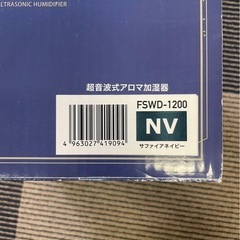 ULTRASONIC HUMIDIFIER
超音波式アロマ加湿器
FSWD-1200
NV
サファイアネイビー
4 963027 419094